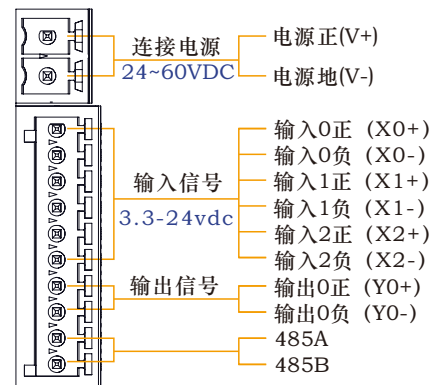 连接电源
24~60VDC
电源正(V+)
电源地(V-)
输入信号
3.3-24vdc
输入0正 (X0+)
输入0负 (X0-)
输入1正 (X1+)
输入1负 (X1-)
输入2正 (X2+)
输入2负 (X2-)
输出信号
输出0正 (Y0+)
输出0负 (Y0-)
485A
485B